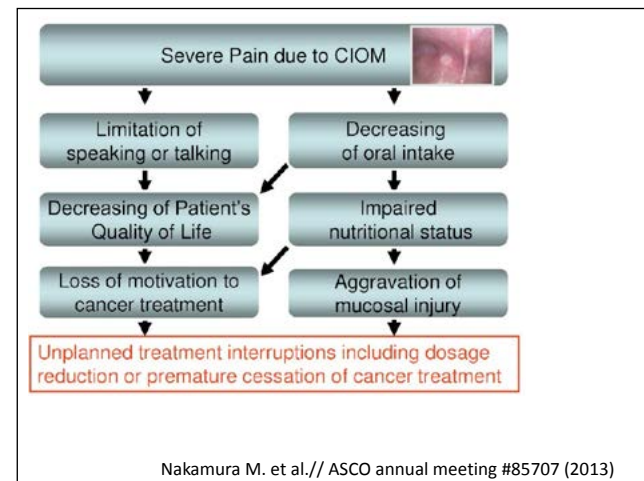 Severe Pain due to CIOM
Limitation of
speaking or talking
Decreasing
of oral intake
Decreasing of Patient's
Quality of Life
Impaired
nutritional status
Loss of motivation to
cancer treatment
Aggravation of
mucosal injury
Unplanned treatment interruptions including dosage
reduction or premature cessation of cancer treatment
Nakamura M. et al.// ASCO annual meeting #85707 (2013)